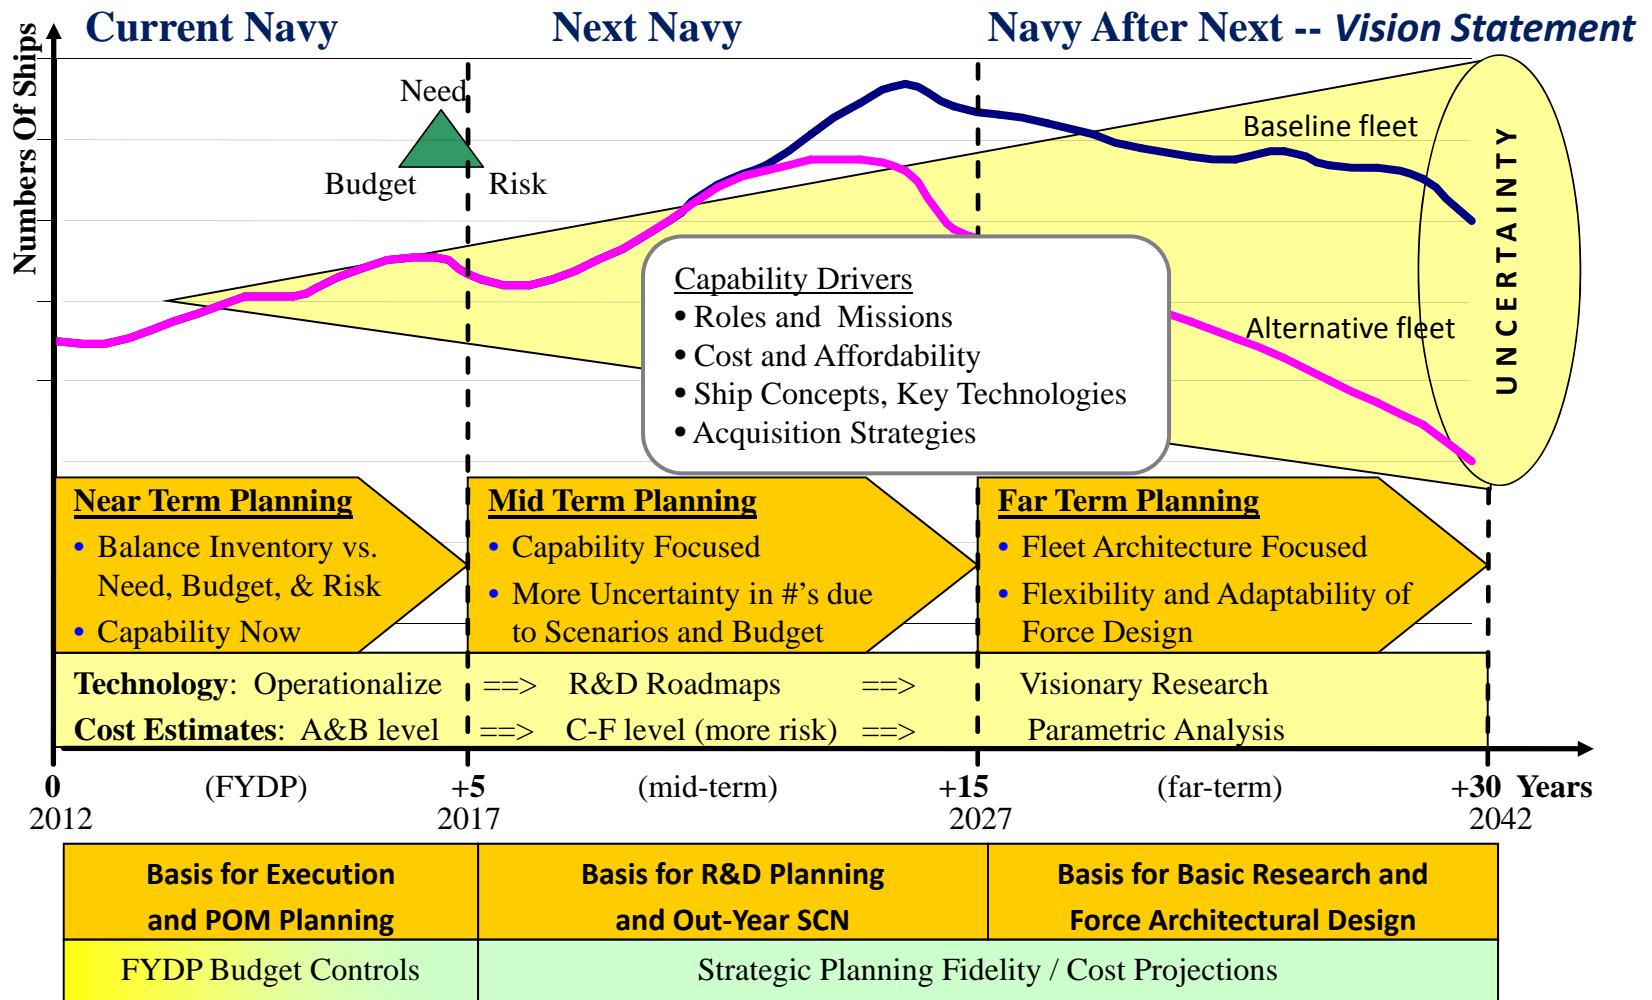 Current Navy
Next Navy
Navy After Next -- Vision Statement
Numbers Of Ships
Need
Budget
Risk
Baseline fleet
Alternative fleet
UNCERTAINTY
Capability Drivers
• Roles and Missions
• Cost and Affordability
• Ship Concepts, Key Technologies
• Acquisition Strategies
Near Term Planning
• Balance Inventory vs.
Need, Budget, & Risk
• Capability Now
Mid Term Planning
• Capability Focused
• More Uncertainty in #'s due
to Scenarios and Budget
Far Term Planning
• Fleet Architecture Focused
• Flexibility and Adaptability of
Force Design
Technology: Operationalize ==> R&D Roadmaps ==> Visionary Research
Cost Estimates: A&B level ==> C-F level (more risk) ==> Parametric Analysis
0 (FYDP) +5 (mid-term) +15 (far-term) +30 Years
2012 2017 2027 2042
Basis for Execution
and POM Planning
Basis for R&D Planning
and Out-Year SCN
Basis for Basic Research and
Force Architectural Design
FYDP Budget Controls
Strategic Planning Fidelity / Cost Projections